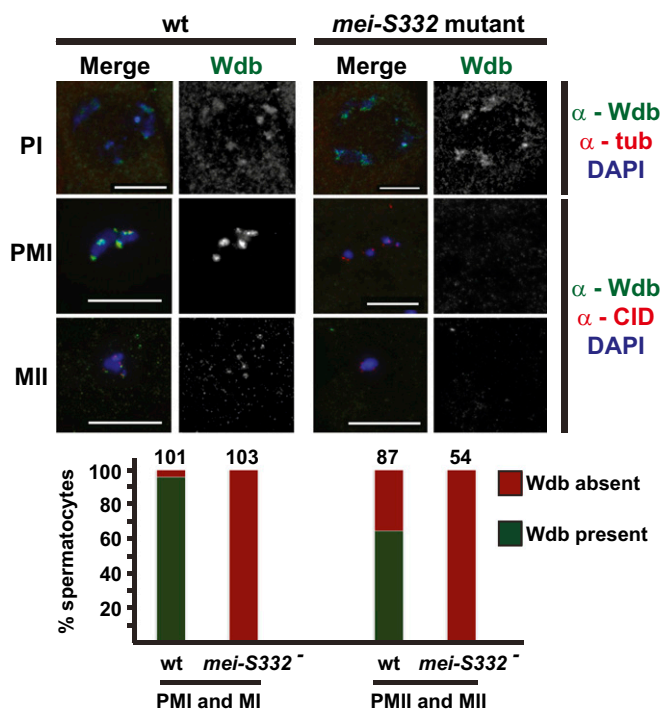 wt mei-S332 mutant
Merge Wdb Merge Wdb
PI
α - Wdb
α - tub
DAPI
PMI
MII
α - Wdb
α - CID
DAPI
101 103 87 54
% spermatocytes
100
80
60
40
20
Wdb absent
Wdb present
wt mei-S332 - wt mei-S332 -
PMI and MI PMII and MII